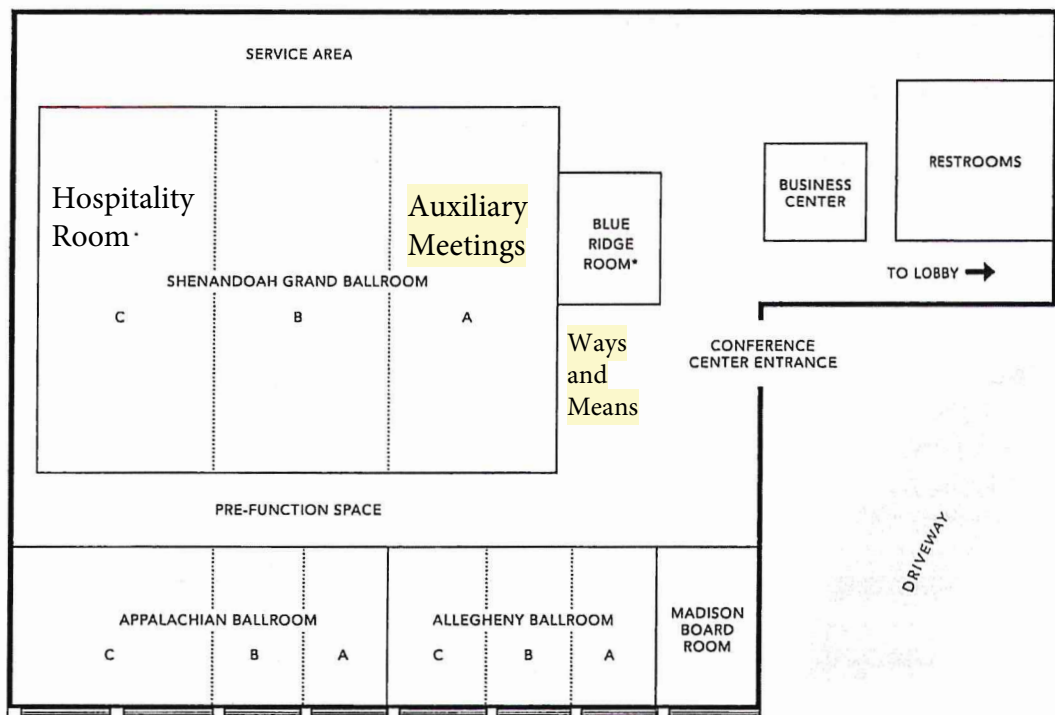 SERVICE AREA
RESTROOMS
BUSINESS
CENTER
Hospitality
Room
Auxiliary
Meetings
BLUE
RIDGE
ROOM*
TO LOBBY
SHENANDOAH GRAND BALLROOM
C
B
A
Ways
and
Means
CONFERENCE
CENTER ENTRANCE
PRE-FUNCTION SPACE
DRIVEWAY
APPALACHIAN BALLROOM
C
B
A
ALLEGHENY BALLROOM
C
B
A
MADISON
BOARD
ROOM